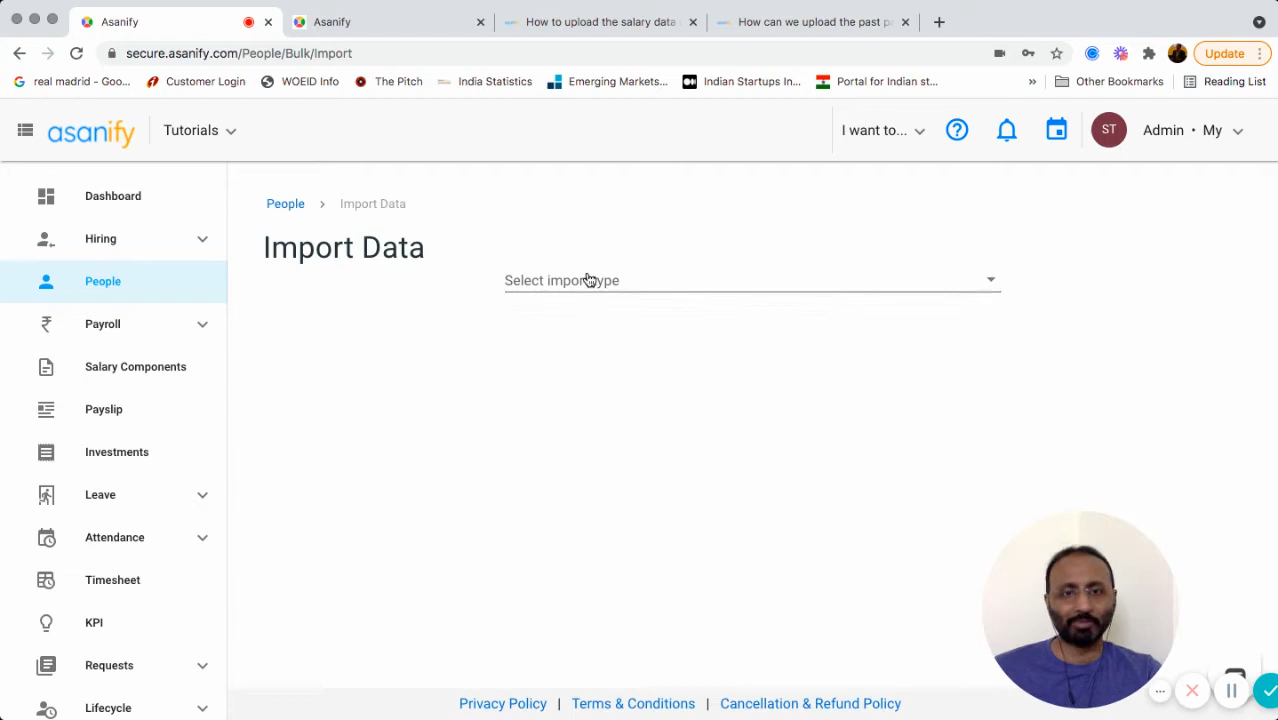 Asanify
Asanify
How to upload the salary data
How can we upload the past pa
secure.asanify.com/People/Bulk/Import
Update
real madrid - Goo...
Customer Login
WOEID Info
The Pitch
India Statistics
Emerging Markets...
Indian Startups In...
Portal for Indian st...
»
Other Bookmarks
Reading List
asanify
Tutorials
I want to...
ST
Admin • My
Dashboard
Hiring
People
Payroll
Salary Components
Payslip
Investments
Leave
Attendance
Timesheet
KPI
Requests
Lifecycle
People > Import Data
Import Data
Select import type
Privacy Policy | Terms & Conditions | Cancellation & Refund Policy